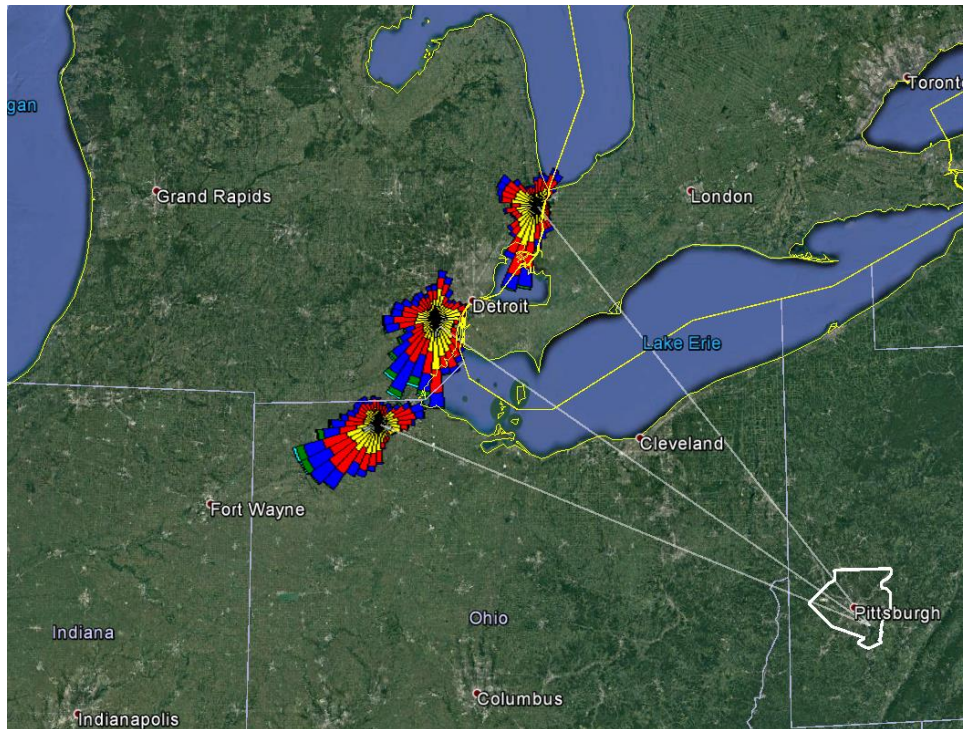 Toronto
gan
Grand Rapids
London
Detroit
Lake Erie
Cleveland
Fort Wayne
Pittsburgh
Ohio
Indiana
Columbus
Indianapolis